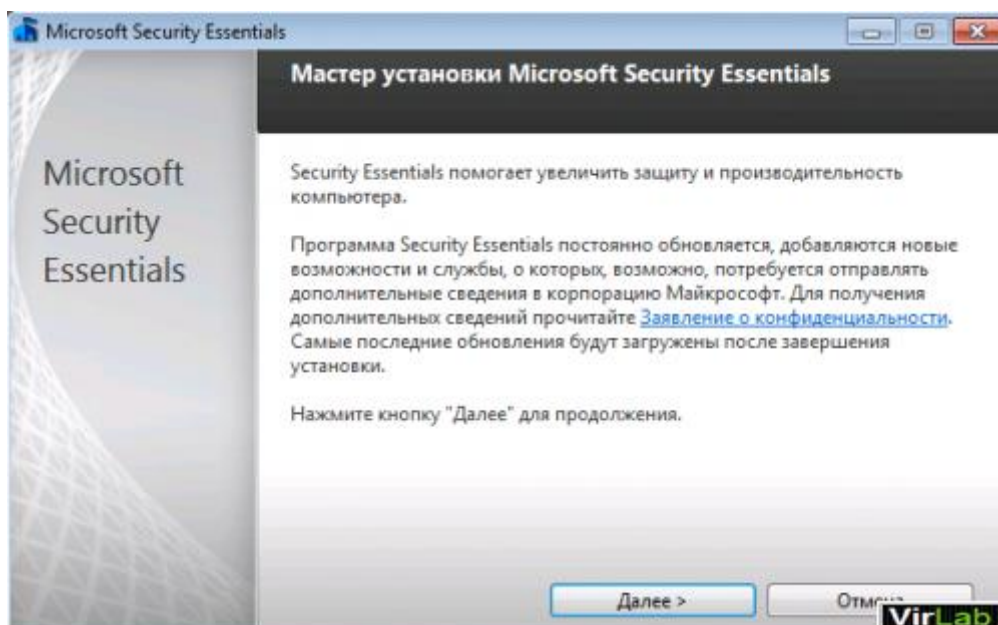 Microsoft Security Essentials
Мастер установки Microsoft Security Essentials
Microsoft
Security
Essentials
Security Essentials помогает увеличить защиту и производительность
компьютера.
Программа Security Essentials постоянно обновляется, добавляются новые
возможности и службы, о которых, возможно, потребуется отправлять
дополнительные сведения в корпорацию Майкрософт. Для получения
дополнительных сведений прочитайте Заявление о конфиденциальности.
Самые последние обновления будут загружены после завершения
установки.
Нажмите кнопку "Далее" для продолжения.
Далее >
VirLab